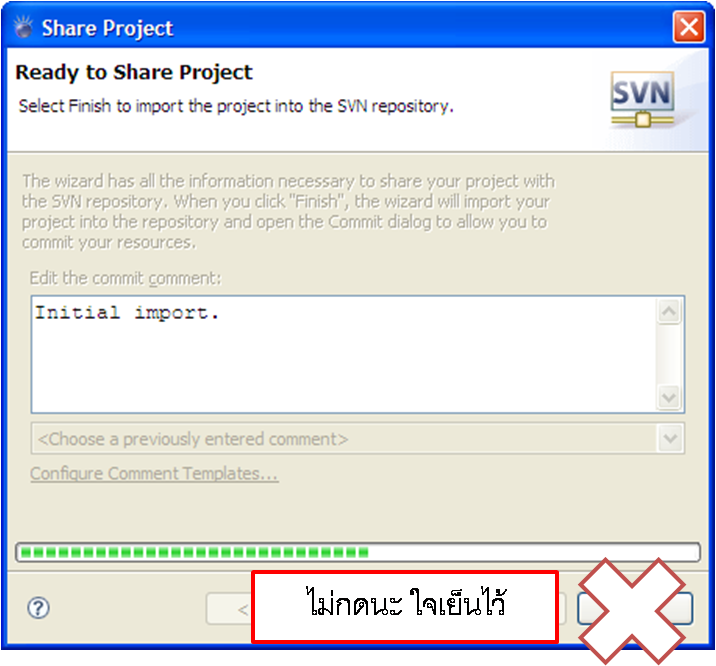 Share Project
Ready to Share Project
Select Finish to import the project into the SVN repository.
SVN
The wizard has all the information necessary to share your project with
the SVN repository. When you click "Finish", the wizard will import your
project into the repository and open the Commit dialog to allow you to
commit your resources.
Edit the commit comment:
Initial import.
<Choose a previously entered comment>
Configure Comment Templates...
?
<
ไม่กดนะ ใจเย็นไว้